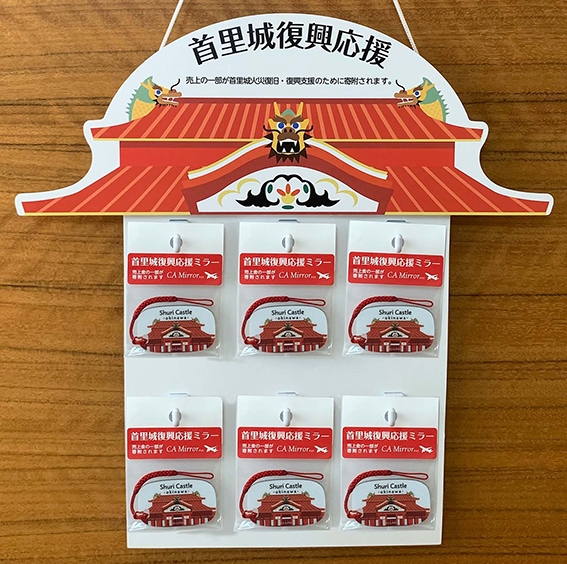 首里城復興応援
売上の一部が首里城火災復旧・復興支援のために寄附されます。
首里城復興応援ミラー
売上金の一部が
寄附されます
CA Mirror...
Shuri Castle
-okinawa-
首里城復興応援ミラー
売上金の一部が
寄附されます
CA Mirror...
Shuri Castle
-okinawa-
首里城復興応援ミラー
売上金の一部が
寄附されます
CA Mirror...
Shuri Castle
-okinawa-
首里城復興応援ミラー
売上金の一部が
寄附されます
CA Mirror...
Shuri Castle
-okinawa-
首里城復興応援ミラー
売上金の一部が
寄附されます
CA Mirror...
Shuri Castle
-okinawa-
首里城復興応援ミラー
売上金の一部が
寄附されます
CA Mirror...
Shuri Castle
-okinawa-